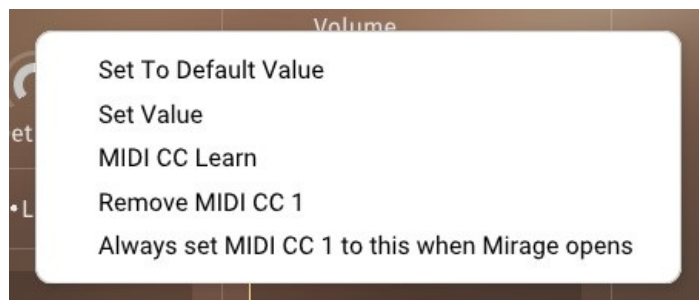 Volume
Set To Default Value
Set Value
et
MIDI CC Learn
Remove MIDI CC 1
•L
Always set MIDI CC 1 to this when Mirage opens